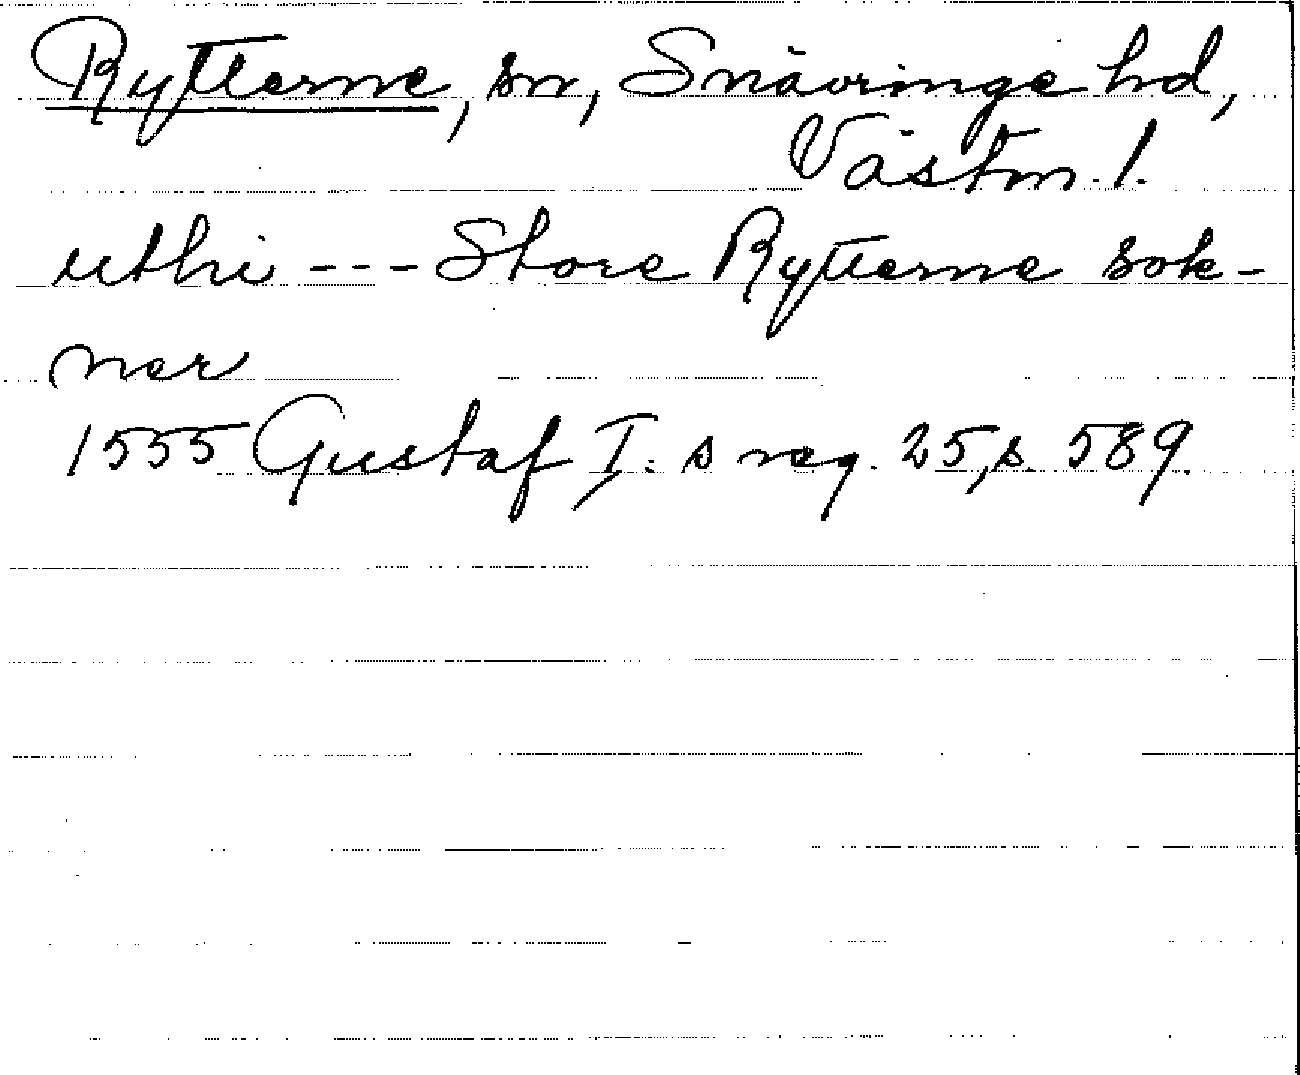 Rytterne, sn, Snävringe hd,
Västm. l.
uthi --- Store Rytterne sok-
ner
1555 Gustaf I:s reg. 25, s. 589.